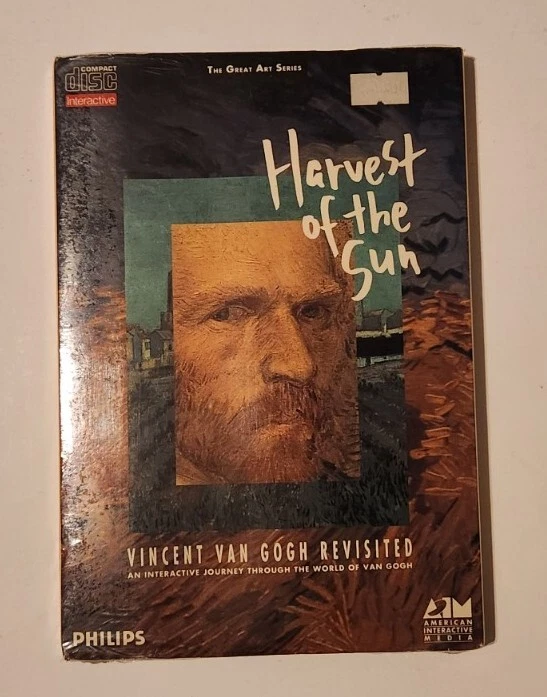 COMPACT
disc
Interactive
THE GREAT ART SERIES
Harvest
of the
Sun
VINCENT VAN GOGH REVISITED
AN INTERACTIVE JOURNEY THROUGH THE WORLD OF VAN GOGH
PHILIPS
AIM
AMERICAN
INTERACTIVE
MEDIA